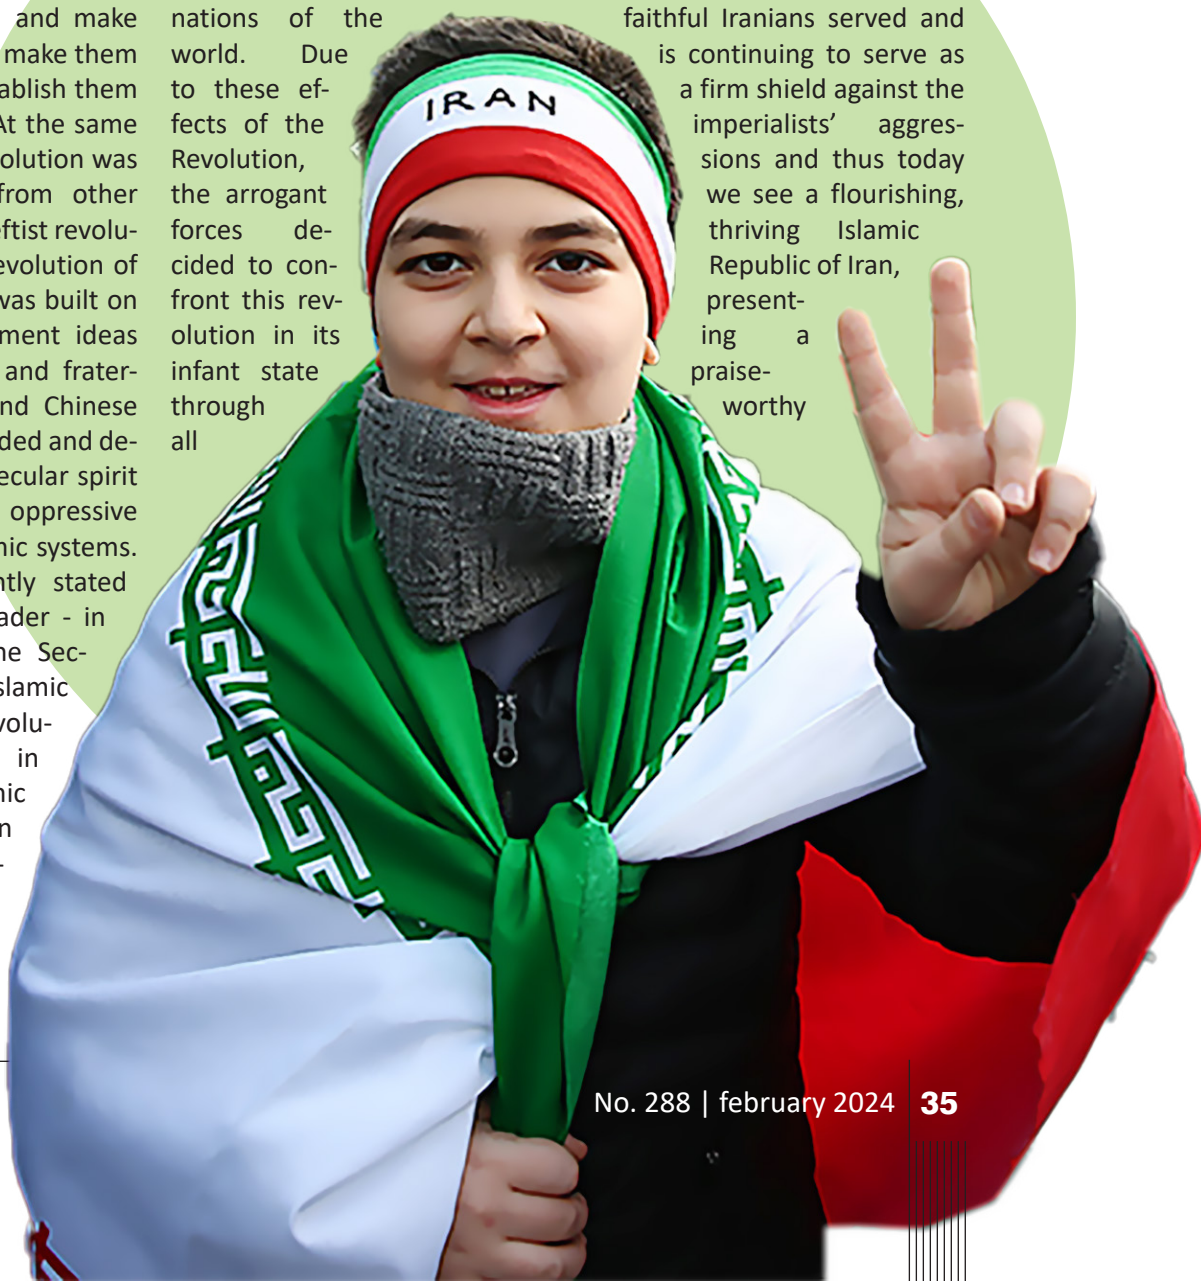 and make
make them
ablish them
At the same
olution was
from other
eftist revolu-
evolution of
was built on
ment ideas
and frater-
nd Chinese
ded and de-
ecular spirit
oppressive
nic systems.
ntly stated
ader - in
ne Sec-
slamic
volu-
in
nic
n
-
nations of the
world. Due
to these ef-
fects of the
Revolution,
the arrogant
forces de-
cided to con-
front this rev-
olution in its
infant state
through
all
IRAN
faithful Iranians served and
is continuing to serve as
a firm shield against the
imperialists’ aggres-
sions and thus today
we see a flourishing,
thriving Islamic
Republic of Iran,
present-
ing a
praise-
worthy
No. 288 | february 2024 35